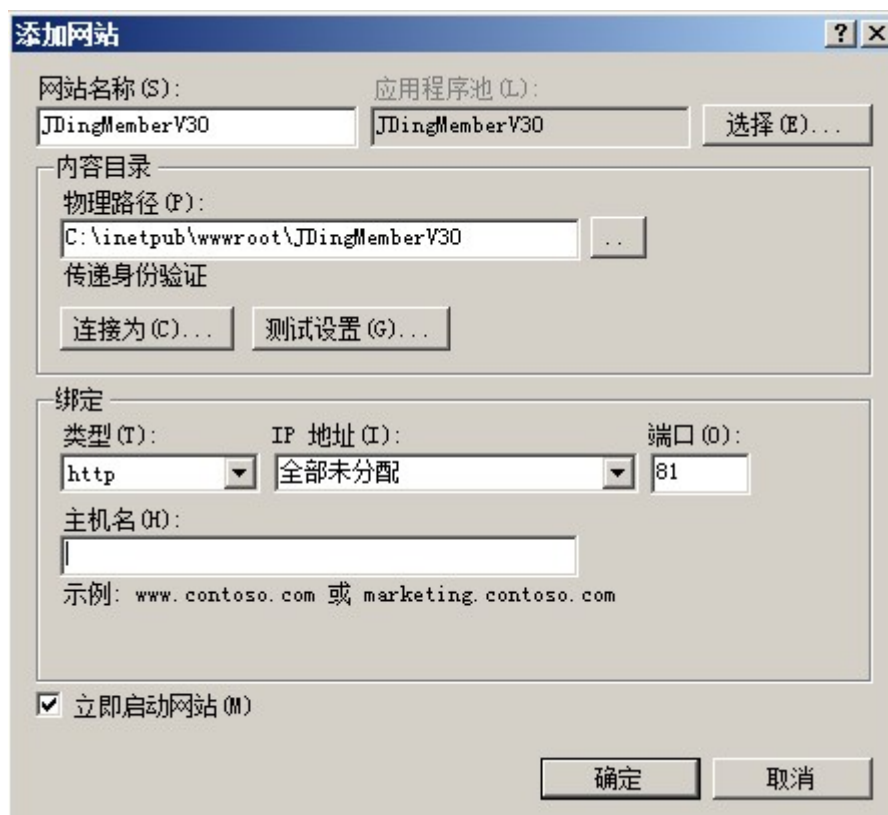 添加网站
网站名称(S):
应用程序池(L):
JDingMemberV30
JDingMemberV30
选择(E)...
内容目录
物理路径(P):
C:\inetpub\wwwroot\JDingMemberV30
..
传递身份验证
连接为(C)...
测试设置(G)...
绑定
类型(T):
IP 地址(I):
端口(O):
http
全部未分配
81
主机名(H):
示例: www.contoso.com 或 marketing.contoso.com
立即启动网站(M)
确定
取消